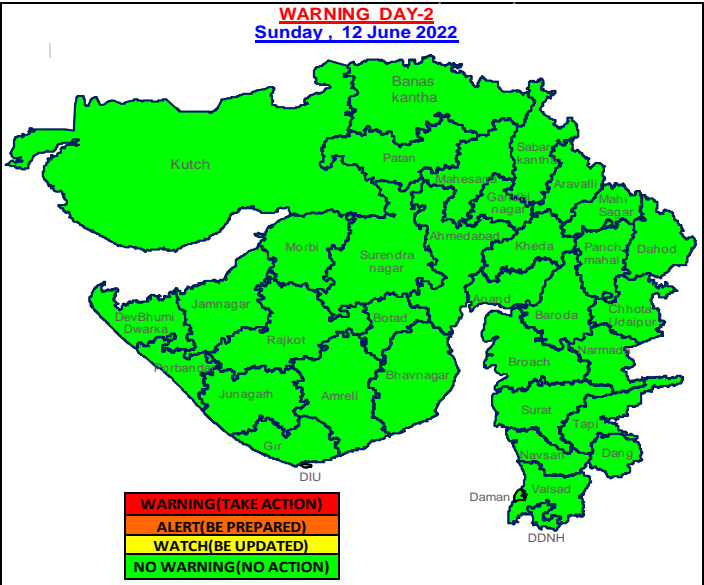 WARNING DAY-2
Sunday , 12 June 2022
Banas
kantha
Kutch
Patan
Sabar
kantha
Mahesana
Aravalli
Gandhi
nagar
Mahi
Sagar
Ahmedabad
Morbi
Surendra
nagar
Kheda
Panch
mahal
Dahod
Anand
Jamnagar
DevBhumi
Dwarka
Botad
Baroda
Chhota
Udaipur
Rajkot
Narmada
Porbandar
Broach
Bhavnagar
Junagarh
Amreli
Surat
Tapi
Gir
Navsari
Dang
DIU
Valsad
Daman
DDNH
WARNING(TAKE ACTION)
ALERT(BE PREPARED)
WATCH(BE UPDATED)
NO WARNING(NO ACTION)